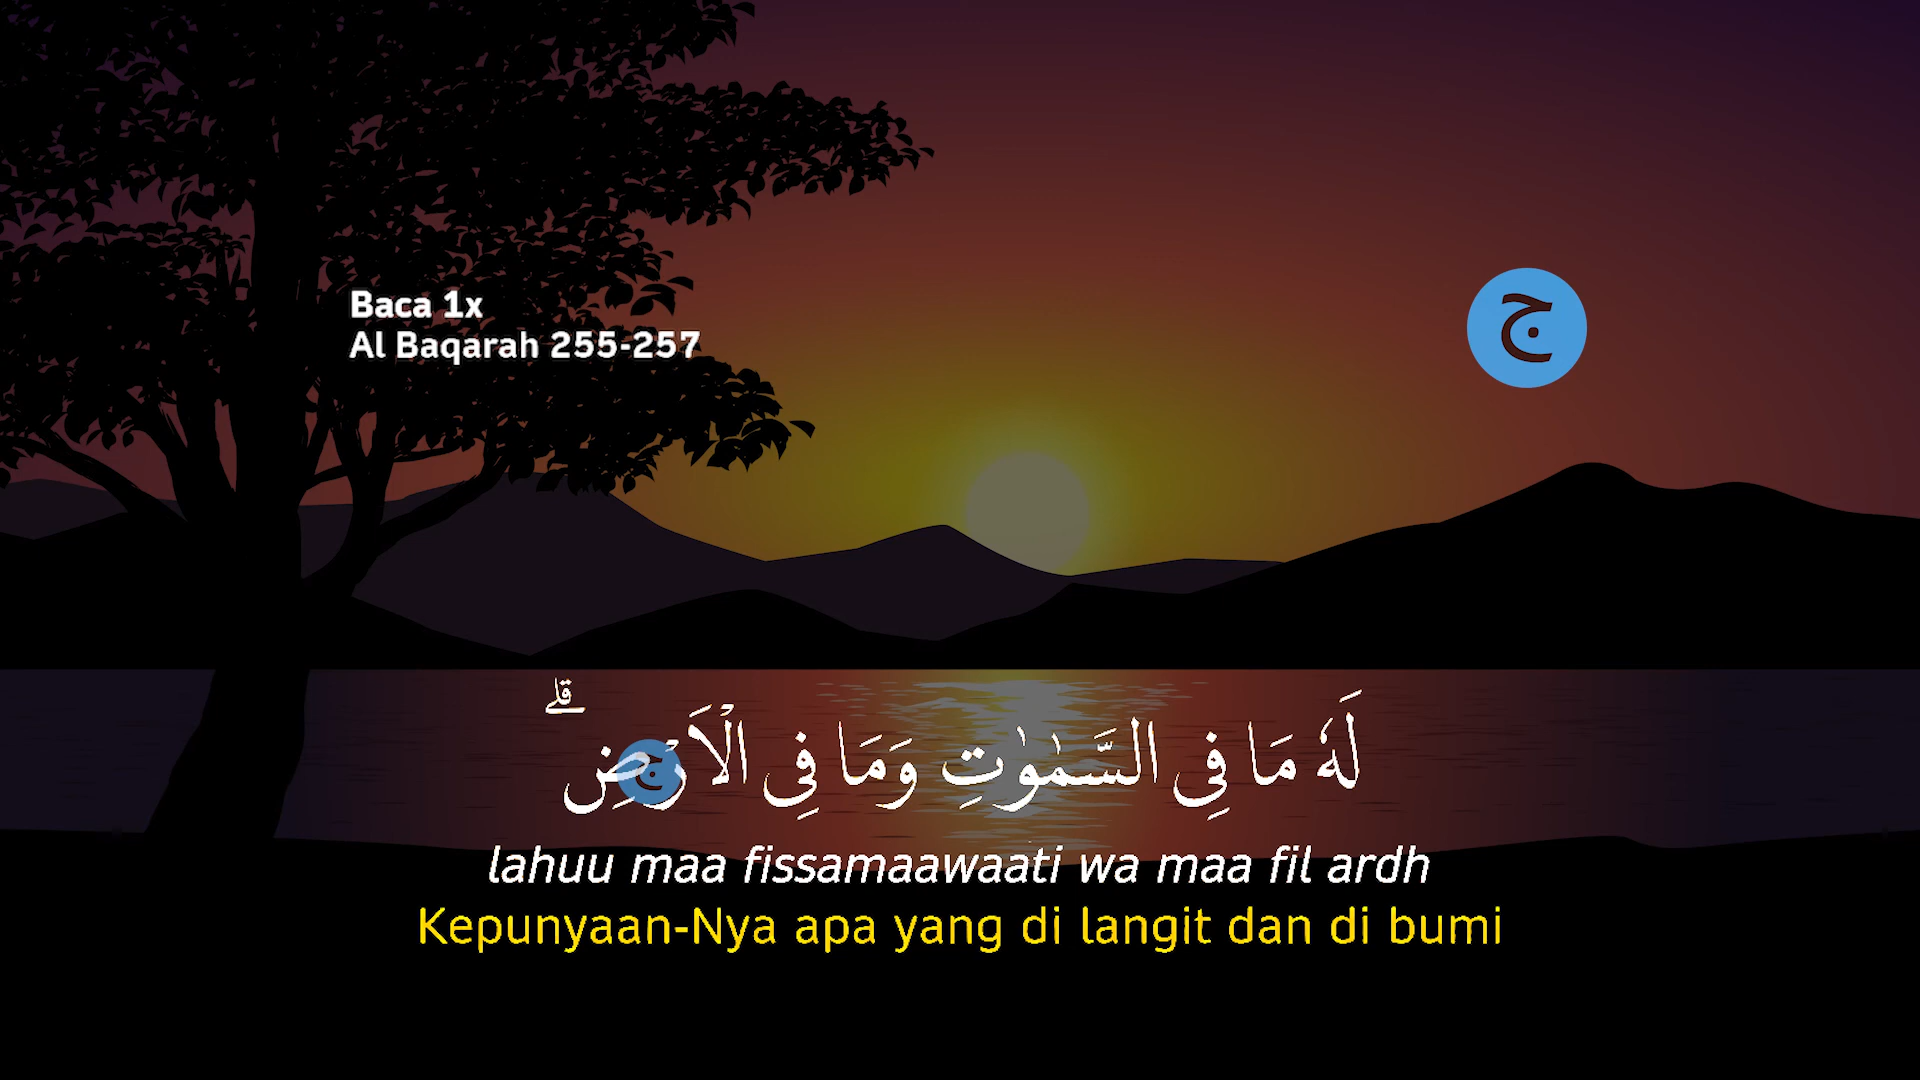 Baca 1x
Al Baqarah 255-257
ج
لَهٗ مَا فِى السَّمٰوٰتِ وَمَا فِى الْاَرْضِۗ
ج
lahuu maa fissamaawaati wa maa fil ardh
Kepunyaan-Nya apa yang di langit dan di bumi